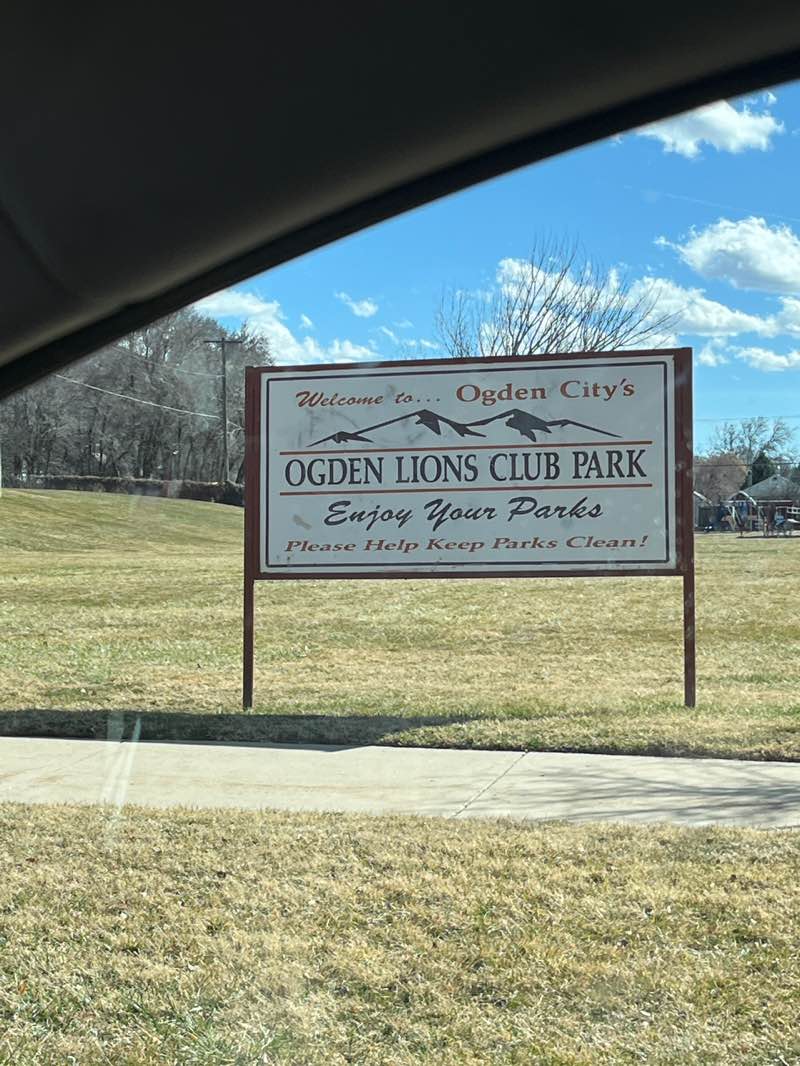 Welcome to... Ogden City's
OGDEN LIONS CLUB PARK
Enjoy Your Parks
Please Help Keep Parks Clean!